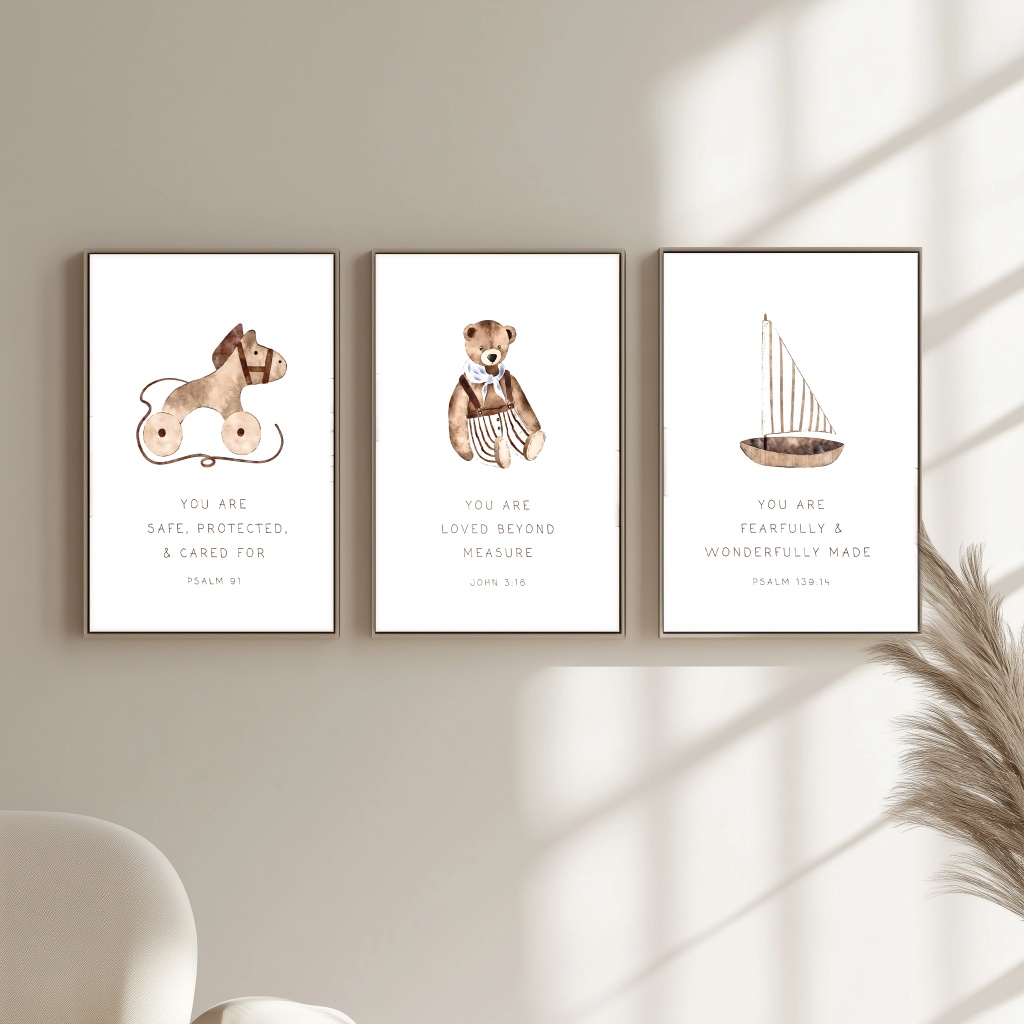 YOU ARE
SAFE, PROTECTED,
& CARED FOR
PSALM 91
YOU ARE
LOVED BEYOND
MEASURE
JOHN 3:16
YOU ARE
FEARFULLY &
WONDERFULLY MADE
PSALM 139:14